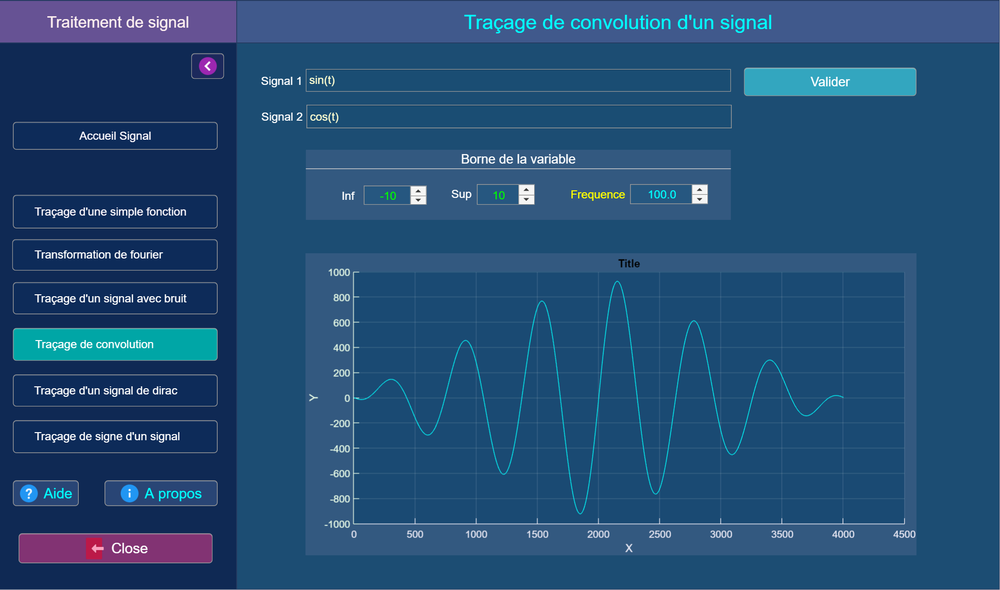 Traitement de signal
Traçage de convolution d'un signal
Signal 1 sin(t)
Valider
Signal 2 cos(t)
Accueil Signal
Borne de la variable
Inf -10 Sup 10 Frequence 100.0
Traçage d'une simple fonction
Transformation de fourier
Traçage d'un signal avec bruit
Traçage de convolution
Traçage d'un signal de dirac
Traçage de signe d'un signal
? Aide
i A propos
Close
Title
1000
800
600
400
200
0
-200
-400
-600
-800
-1000
Y
0 500 1000 1500 2000 2500 3000 3500 4000 4500
X